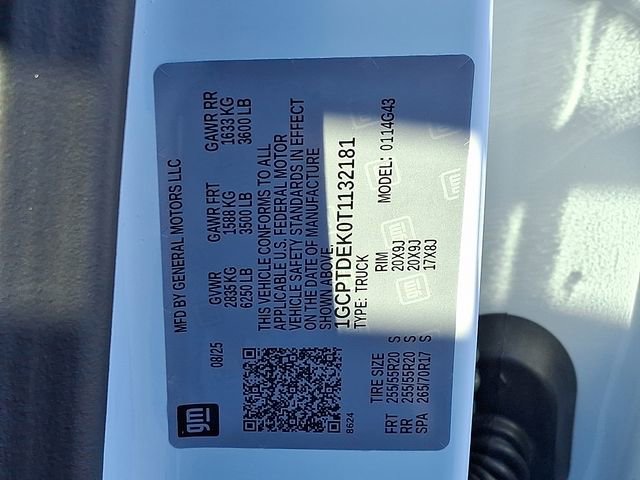 gm
08/25
MFD BY GENERAL MOTORS LLC
GVWR GAWR FRT GAWR RR
2835 KG 1588 KG 1633 KG
6250 LB 3500 LB 3600 LB
THIS VEHICLE CONFORMS TO ALL
APPLICABLE U.S. FEDERAL MOTOR
VEHICLE SAFETY STANDARDS IN EFFECT
ON THE DATE OF MANUFACTURE
SHOWN ABOVE.
1GCPTDEK0T1132181
TYPE: TRUCK
MODEL: 0114G43
8624
TIRE SIZE RIM
FRT 255/55R20 S 20X9J
RR 255/55R20 S 20X9J
SPA 265/70R17 S 17X8J